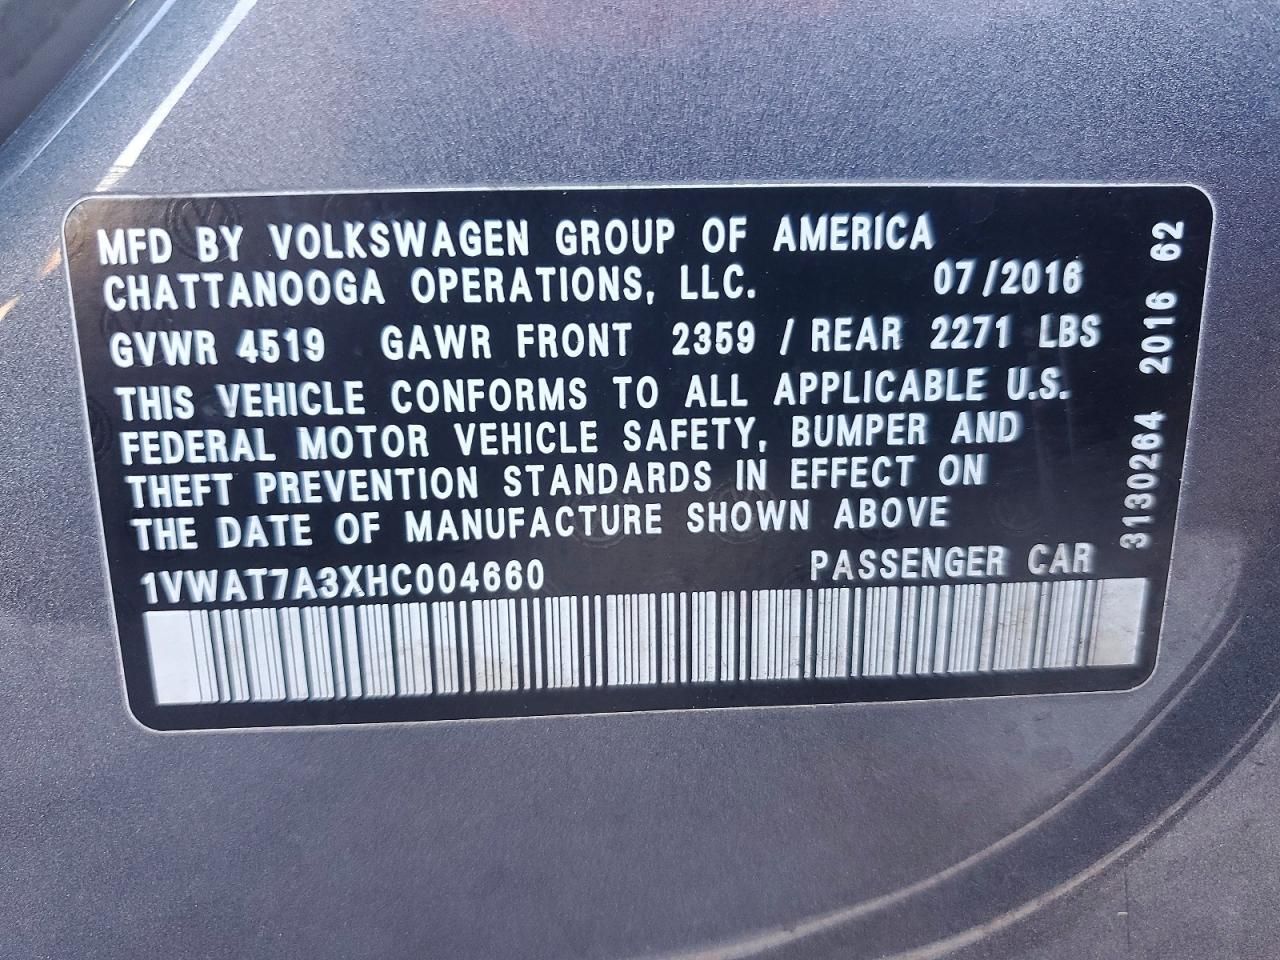 MFD BY VOLKSWAGEN GROUP OF AMERICA
CHATTANOOGA OPERATIONS, LLC. 07/2016
GVWR 4519 GAWR FRONT 2359 / REAR 2271 LBS
THIS VEHICLE CONFORMS TO ALL APPLICABLE U.S.
FEDERAL MOTOR VEHICLE SAFETY, BUMPER AND
THEFT PREVENTION STANDARDS IN EFFECT ON
THE DATE OF MANUFACTURE SHOWN ABOVE
1VWAT7A3XHC004660 PASSENGER CAR
3130264 2016 62